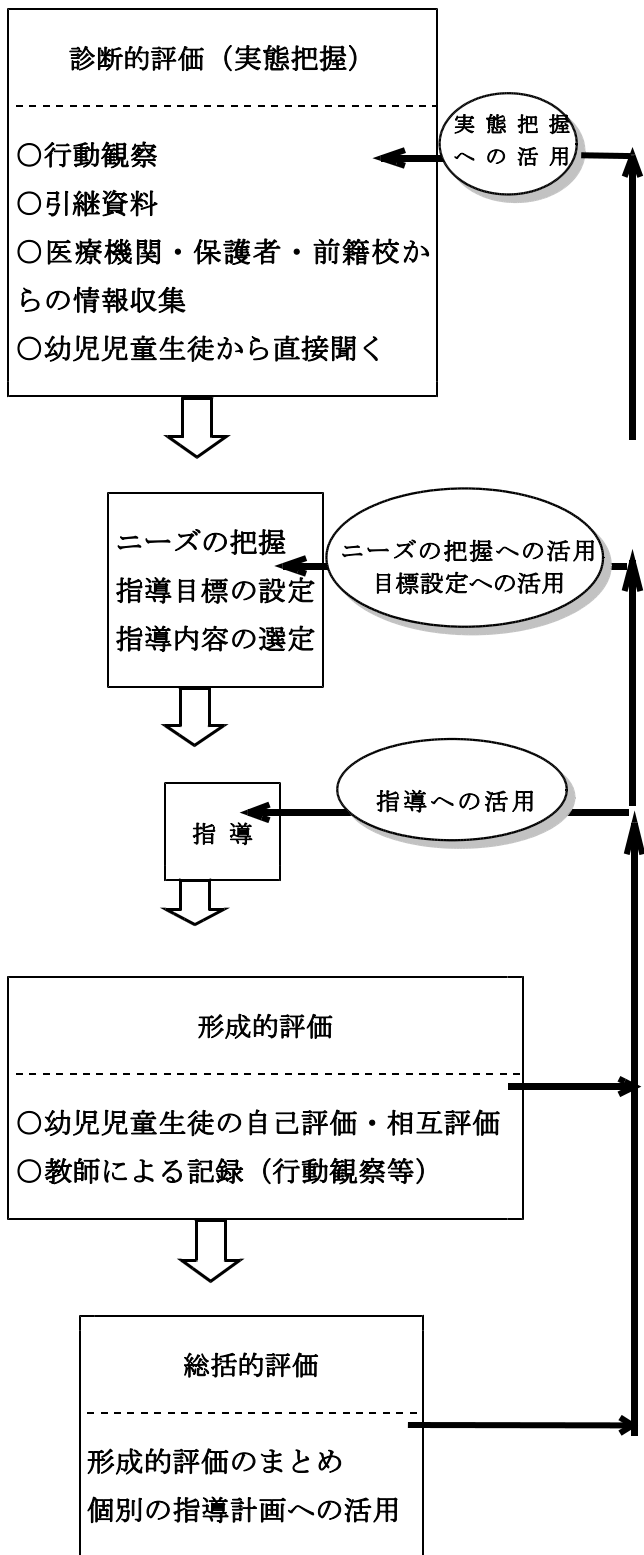 診断的評価（実態把握）
実態把握
への活用
○行動観察
○引継資料
○医療機関・保護者・前籍校か
らの情報収集
○幼児児童生徒から直接聞く
ニーズの把握
指導目標の設定
指導内容の選定
ニーズの把握への活用
目標設定への活用
指導
指導への活用
形成的評価
○幼児児童生徒の自己評価・相互評価
○教師による記録（行動観察等）
総括的評価
形成的評価のまとめ
個別の指導計画への活用